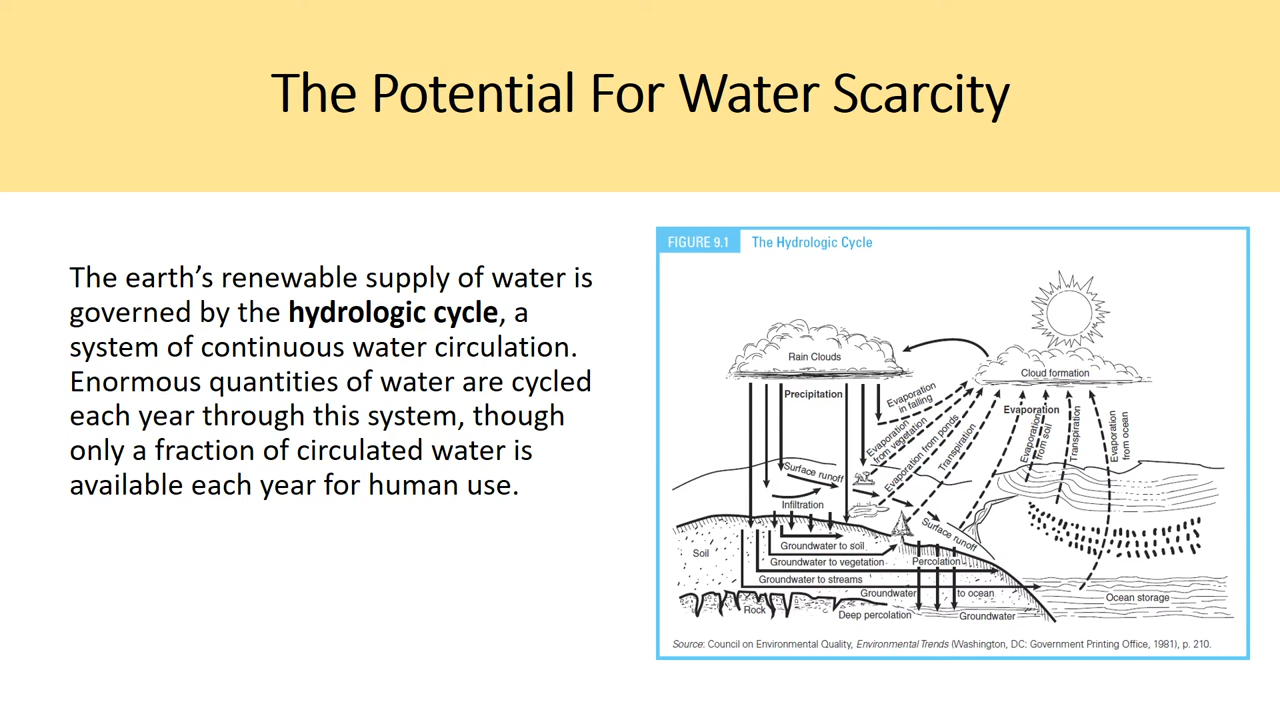 The Potential For Water Scarcity
The earth’s renewable supply of water is
governed by the hydrologic cycle, a
system of continuous water circulation.
Enormous quantities of water are cycled
each year through this system, though
only a fraction of circulated water is
available each year for human use.
FIGURE 9.1 The Hydrologic Cycle
Rain Clouds
Cloud formation
Precipitation
Evaporation
in falling
Evaporation
from vegetation
Evaporation from ponds
Transpiration
Evaporation
Evaporation
from soil
Transpiration
Evaporation
from ocean
Surface runoff
Infiltration
Surface runoff
Soil
Groundwater to soil
Groundwater to vegetation
Percolation
Groundwater to streams
Groundwater to ocean
Ocean storage
Rock
Deep percolation
Groundwater
Source: Council on Environmental Quality, Environmental Trends (Washington, DC: Government Printing Office, 1981), p. 210.